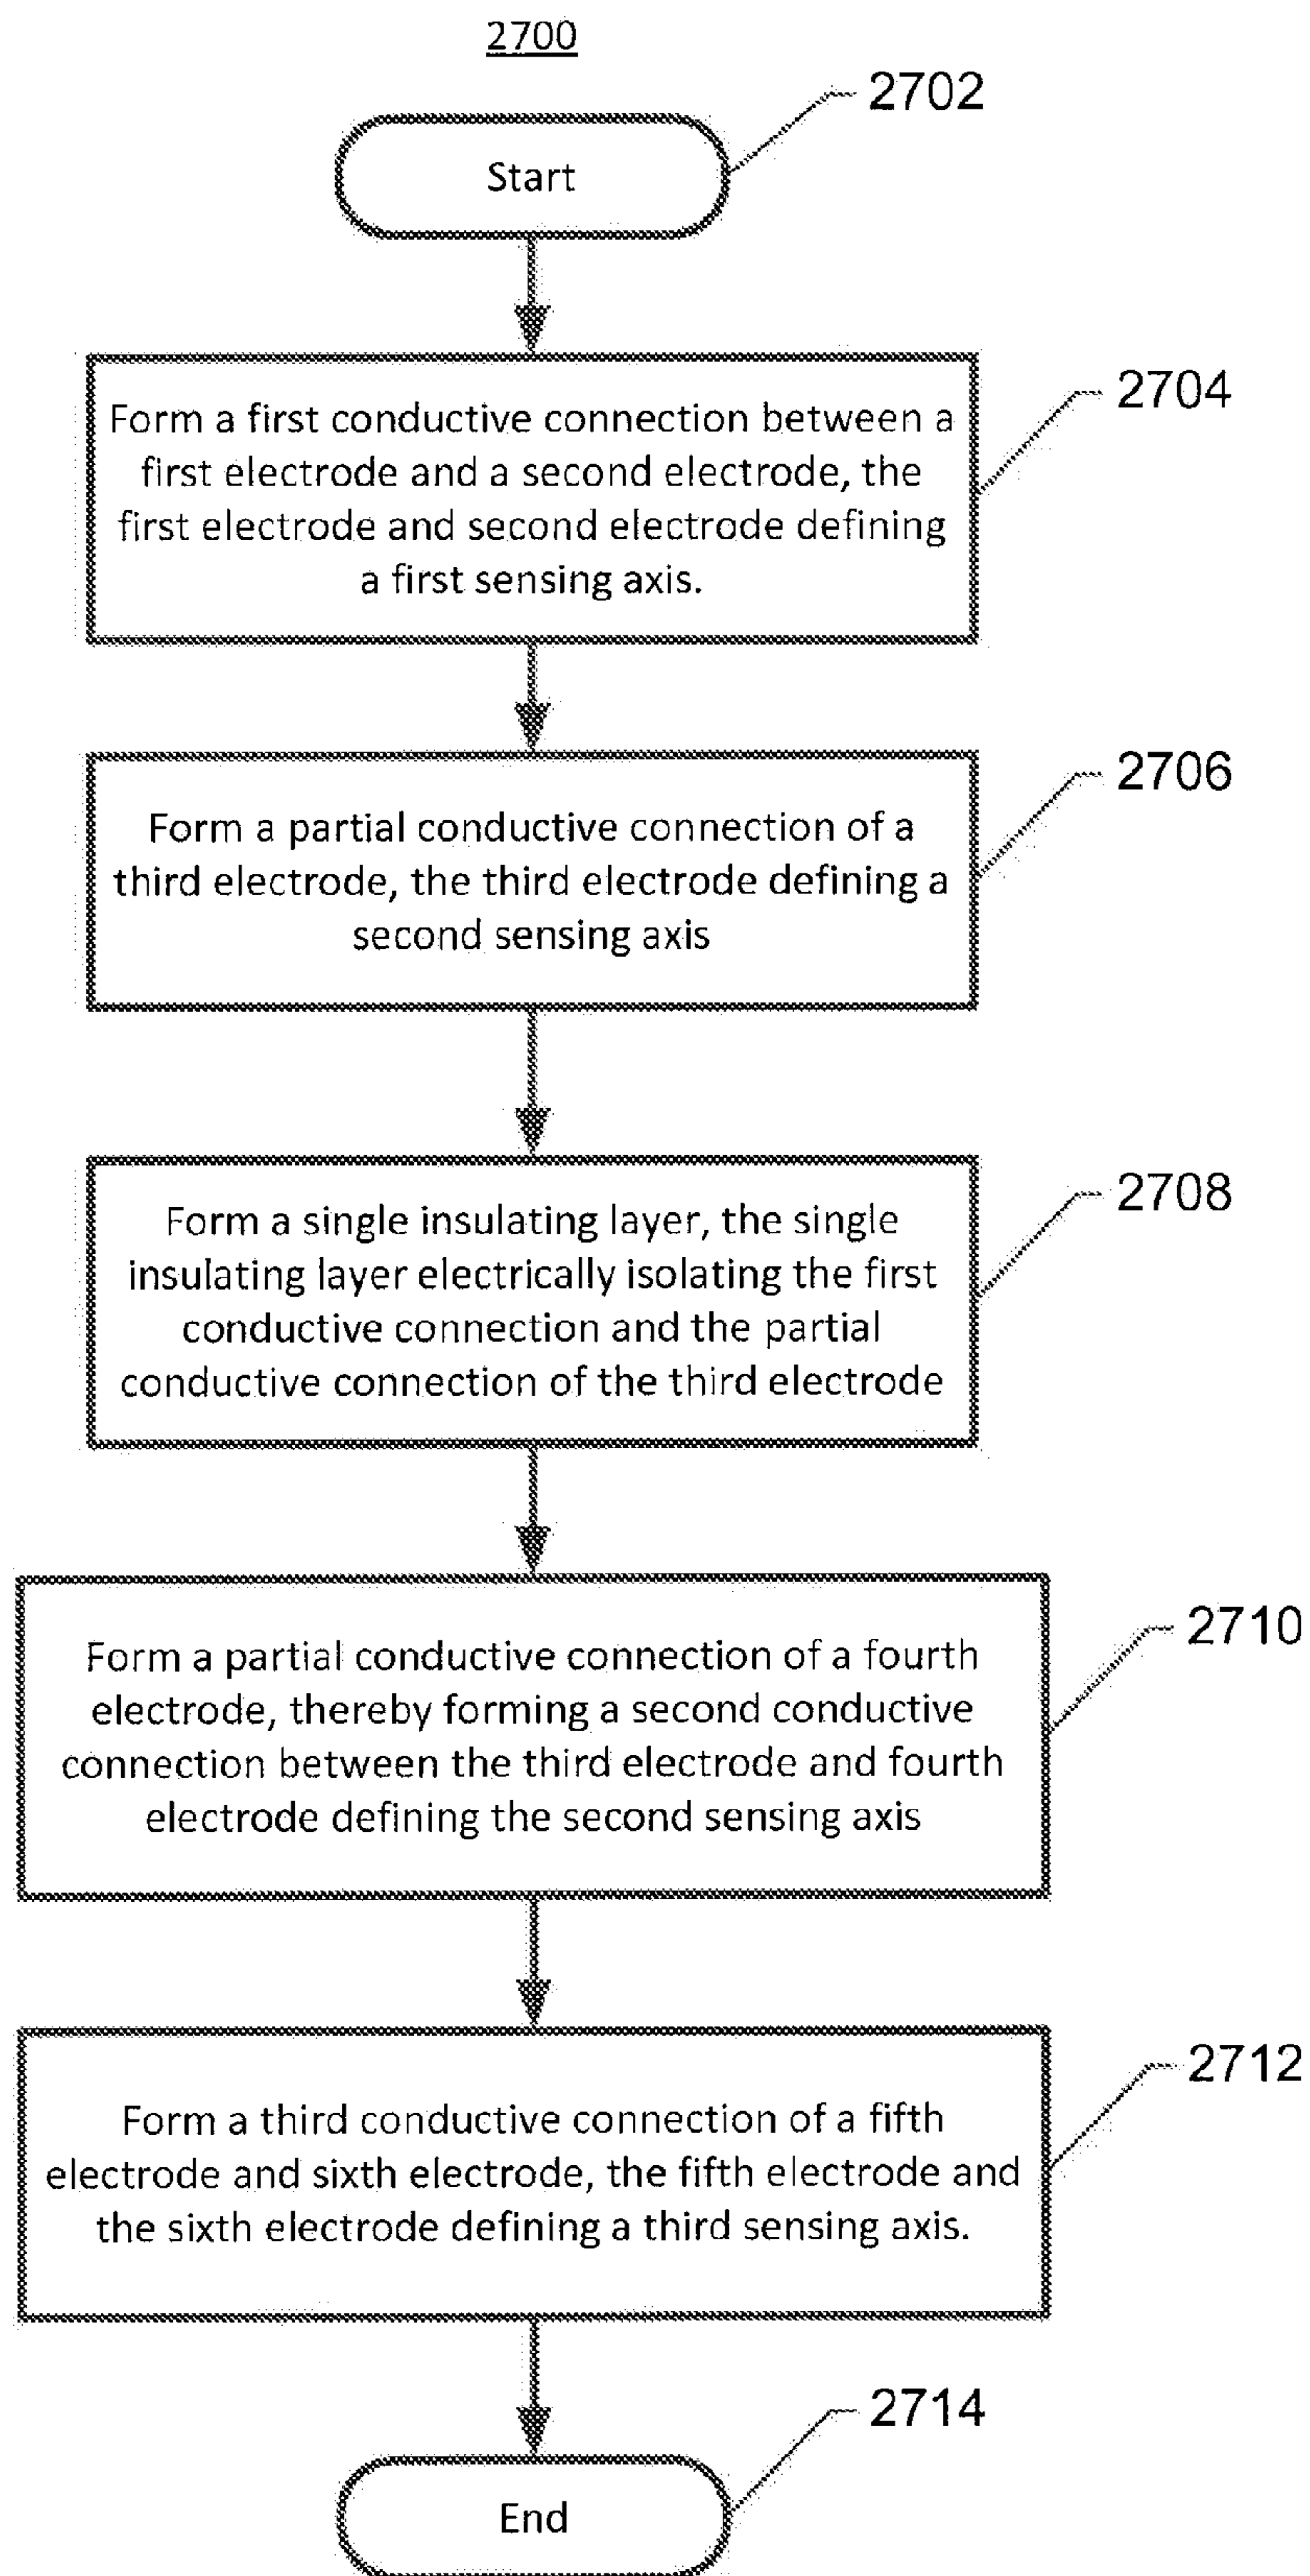 2700
2702
Start
2704
Form a first conductive connection between a
first electrode and a second electrode, the
first electrode and second electrode defining
a first sensing axis.
2706
Form a partial conductive connection of a
third electrode, the third electrode defining a
second sensing axis
2708
Form a single insulating layer, the single
insulating layer electrically isolating the first
conductive connection and the partial
conductive connection of the third electrode
2710
Form a partial conductive connection of a fourth
electrode, thereby forming a second conductive
connection between the third electrode and fourth
electrode defining the second sensing axis
2712
Form a third conductive connection of a fifth
electrode and sixth electrode, the fifth electrode and
the sixth electrode defining a third sensing axis.
2714
End